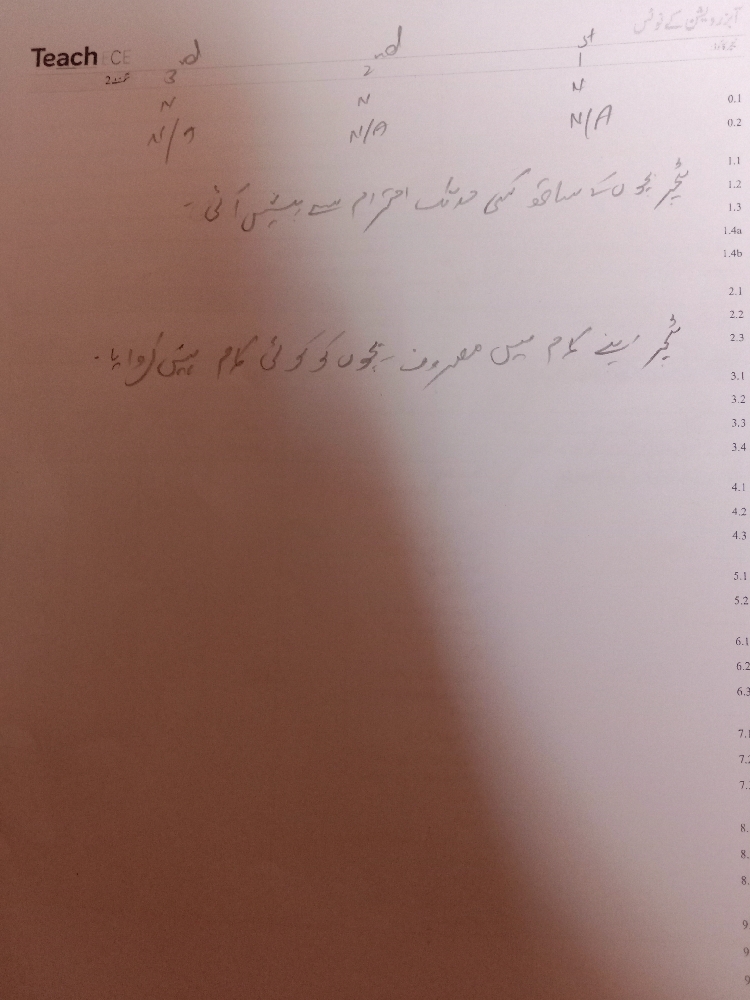 آبزرویشن کے نوٹس
Teach ECE
1st 2nd 3rd
0.1 N N N
0.2 N/A N/A N/A
1.1
1.2 ٹیچر بچوں کے ساتھ کسی حد تک احترام سے پیش آئی۔
1.3
1.4a
1.4b
2.1
2.2
2.3 ٹیچر اپنے کام میں مصروف۔ بچوں کو کوئی کام نہیں کروایا۔
3.1
3.2
3.3
3.4
4.1
4.2
4.3
5.1
5.2
6.1
6.2
6.3
7.1
7.2
7.
8.
8.
8.
9.
9.
9